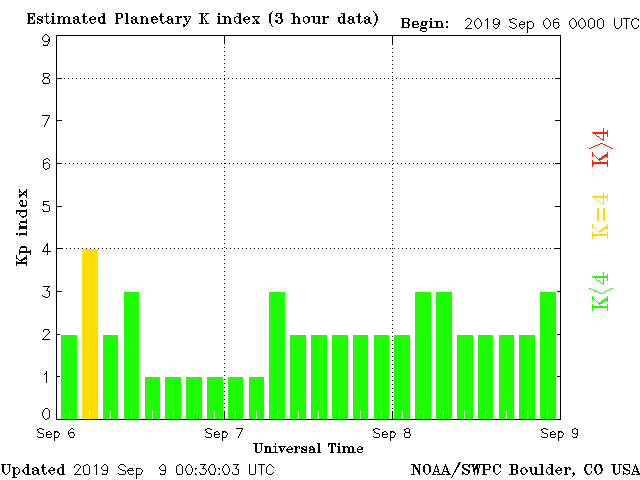 Estimated Planetary K index (3 hour data)
Begin: 2019 Sep 06 0000 UTC
9
8
7
6
5
4
3
2
1
0
Kp index
K>4
K=4
K<4
Sep 6 Sep 7 Sep 8 Sep 9
Universal Time
Updated 2019 Sep 9 00:30:03 UTC
NOAA/SWPC Boulder, CO USA